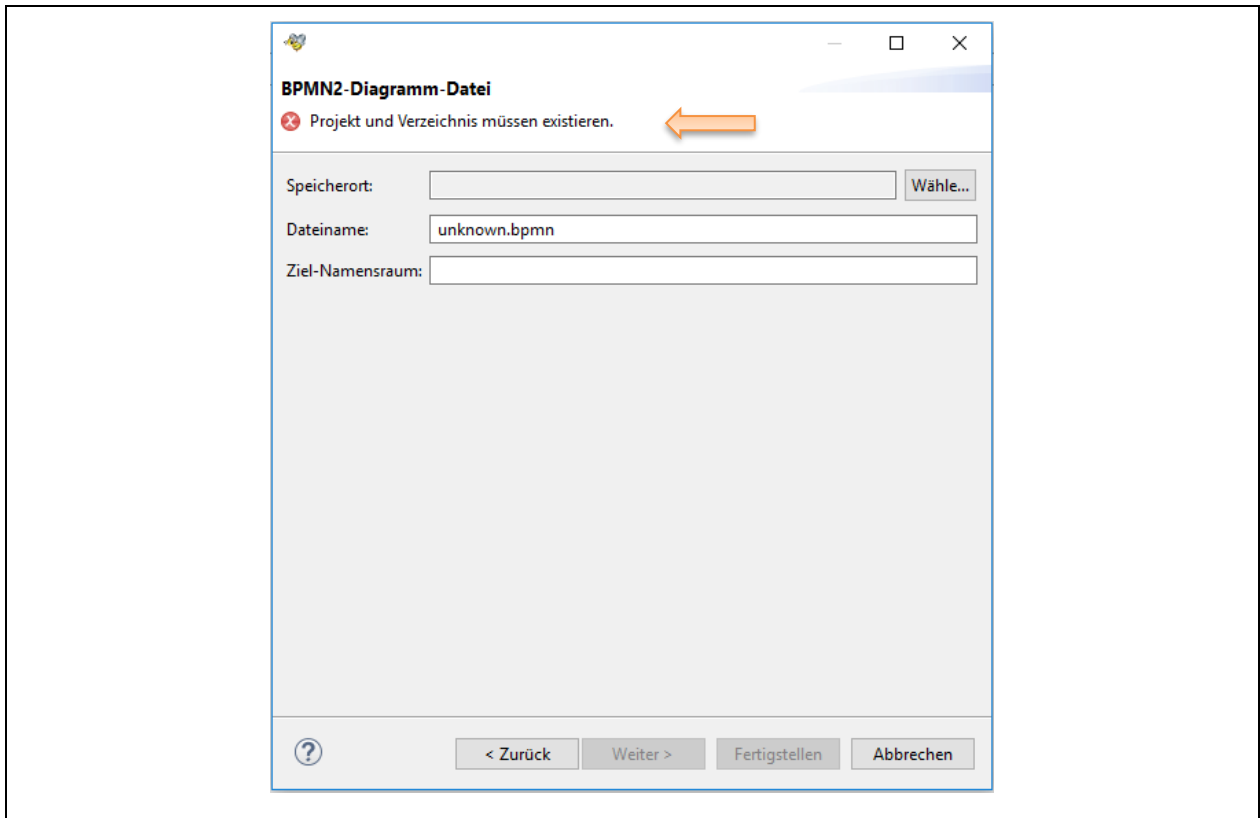 BPMN2-Diagramm-Datei
Projekt und Verzeichnis müssen existieren.
Speicherort: Wähle...
Dateiname: unknown.bpmn
Ziel-Namensraum:
? < Zurück Weiter > Fertigstellen Abbrechen